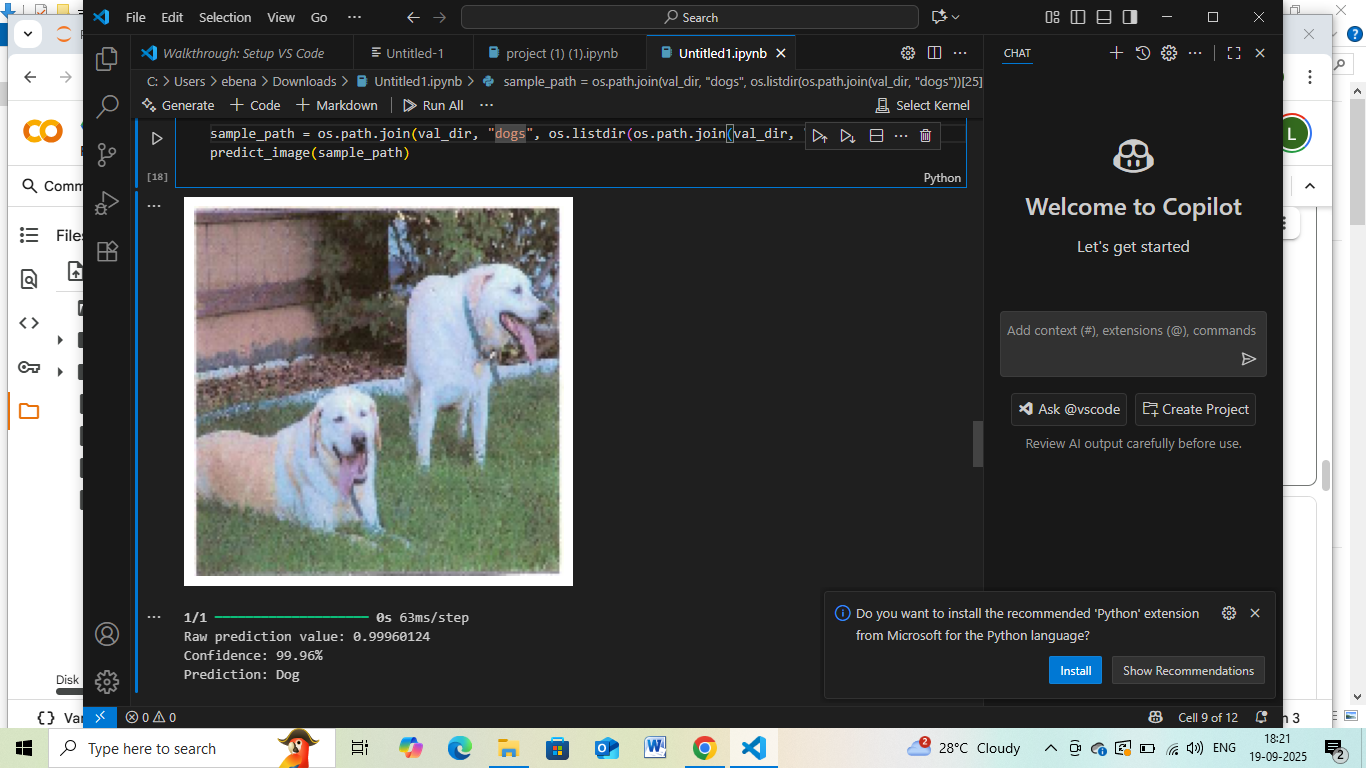 File Edit Selection View Go ··· Search
Walkthrough: Setup VS Code Untitled-1 project (1) (1).ipynb Untitled1.ipynb
C: > Users > ebena > Downloads > Untitled1.ipynb > sample_path = os.path.join(val_dir, "dogs", os.listdir(os.path.join(val_dir, "dogs"))[25]
Generate + Code + Markdown Run All ··· Select Kernel
sample_path = os.path.join(val_dir, "dogs", os.listdir(os.path.join(val_dir, "
predict_image(sample_path)
[18]
Python
1/1 0s 63ms/step
Raw prediction value: 0.99960124
Confidence: 99.96%
Prediction: Dog
CHAT
Welcome to Copilot
Let's get started
Add context (#), extensions (@), commands
Ask @vscode Create Project
Review AI output carefully before use.
Do you want to install the recommended 'Python' extension
from Microsoft for the Python language?
Install Show Recommendations
0 0 Cell 9 of 12
CO
Comm
Files
Disk
{} Var
L
n 3
Type here to search
2 28°C Cloudy ENG 18:21
19-09-2025 2